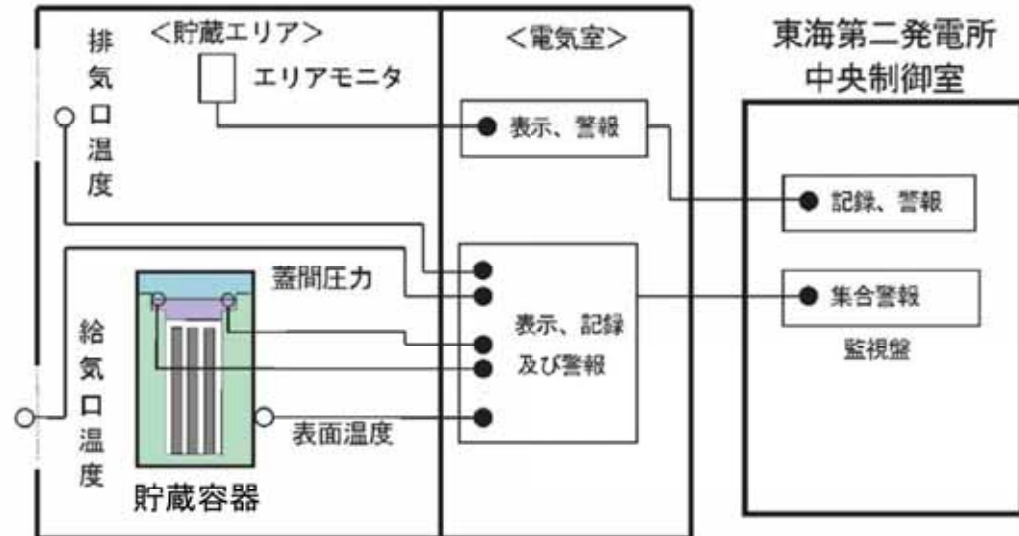 <貯蔵エリア>
<電気室>
東海第二発電所
中央制御室
排気口温度
エリアモニタ
表示、警報
記録、警報
蓋間圧力
表示、記録
及び警報
集合警報
監視盤
給気口温度
表面温度
貯蔵容器